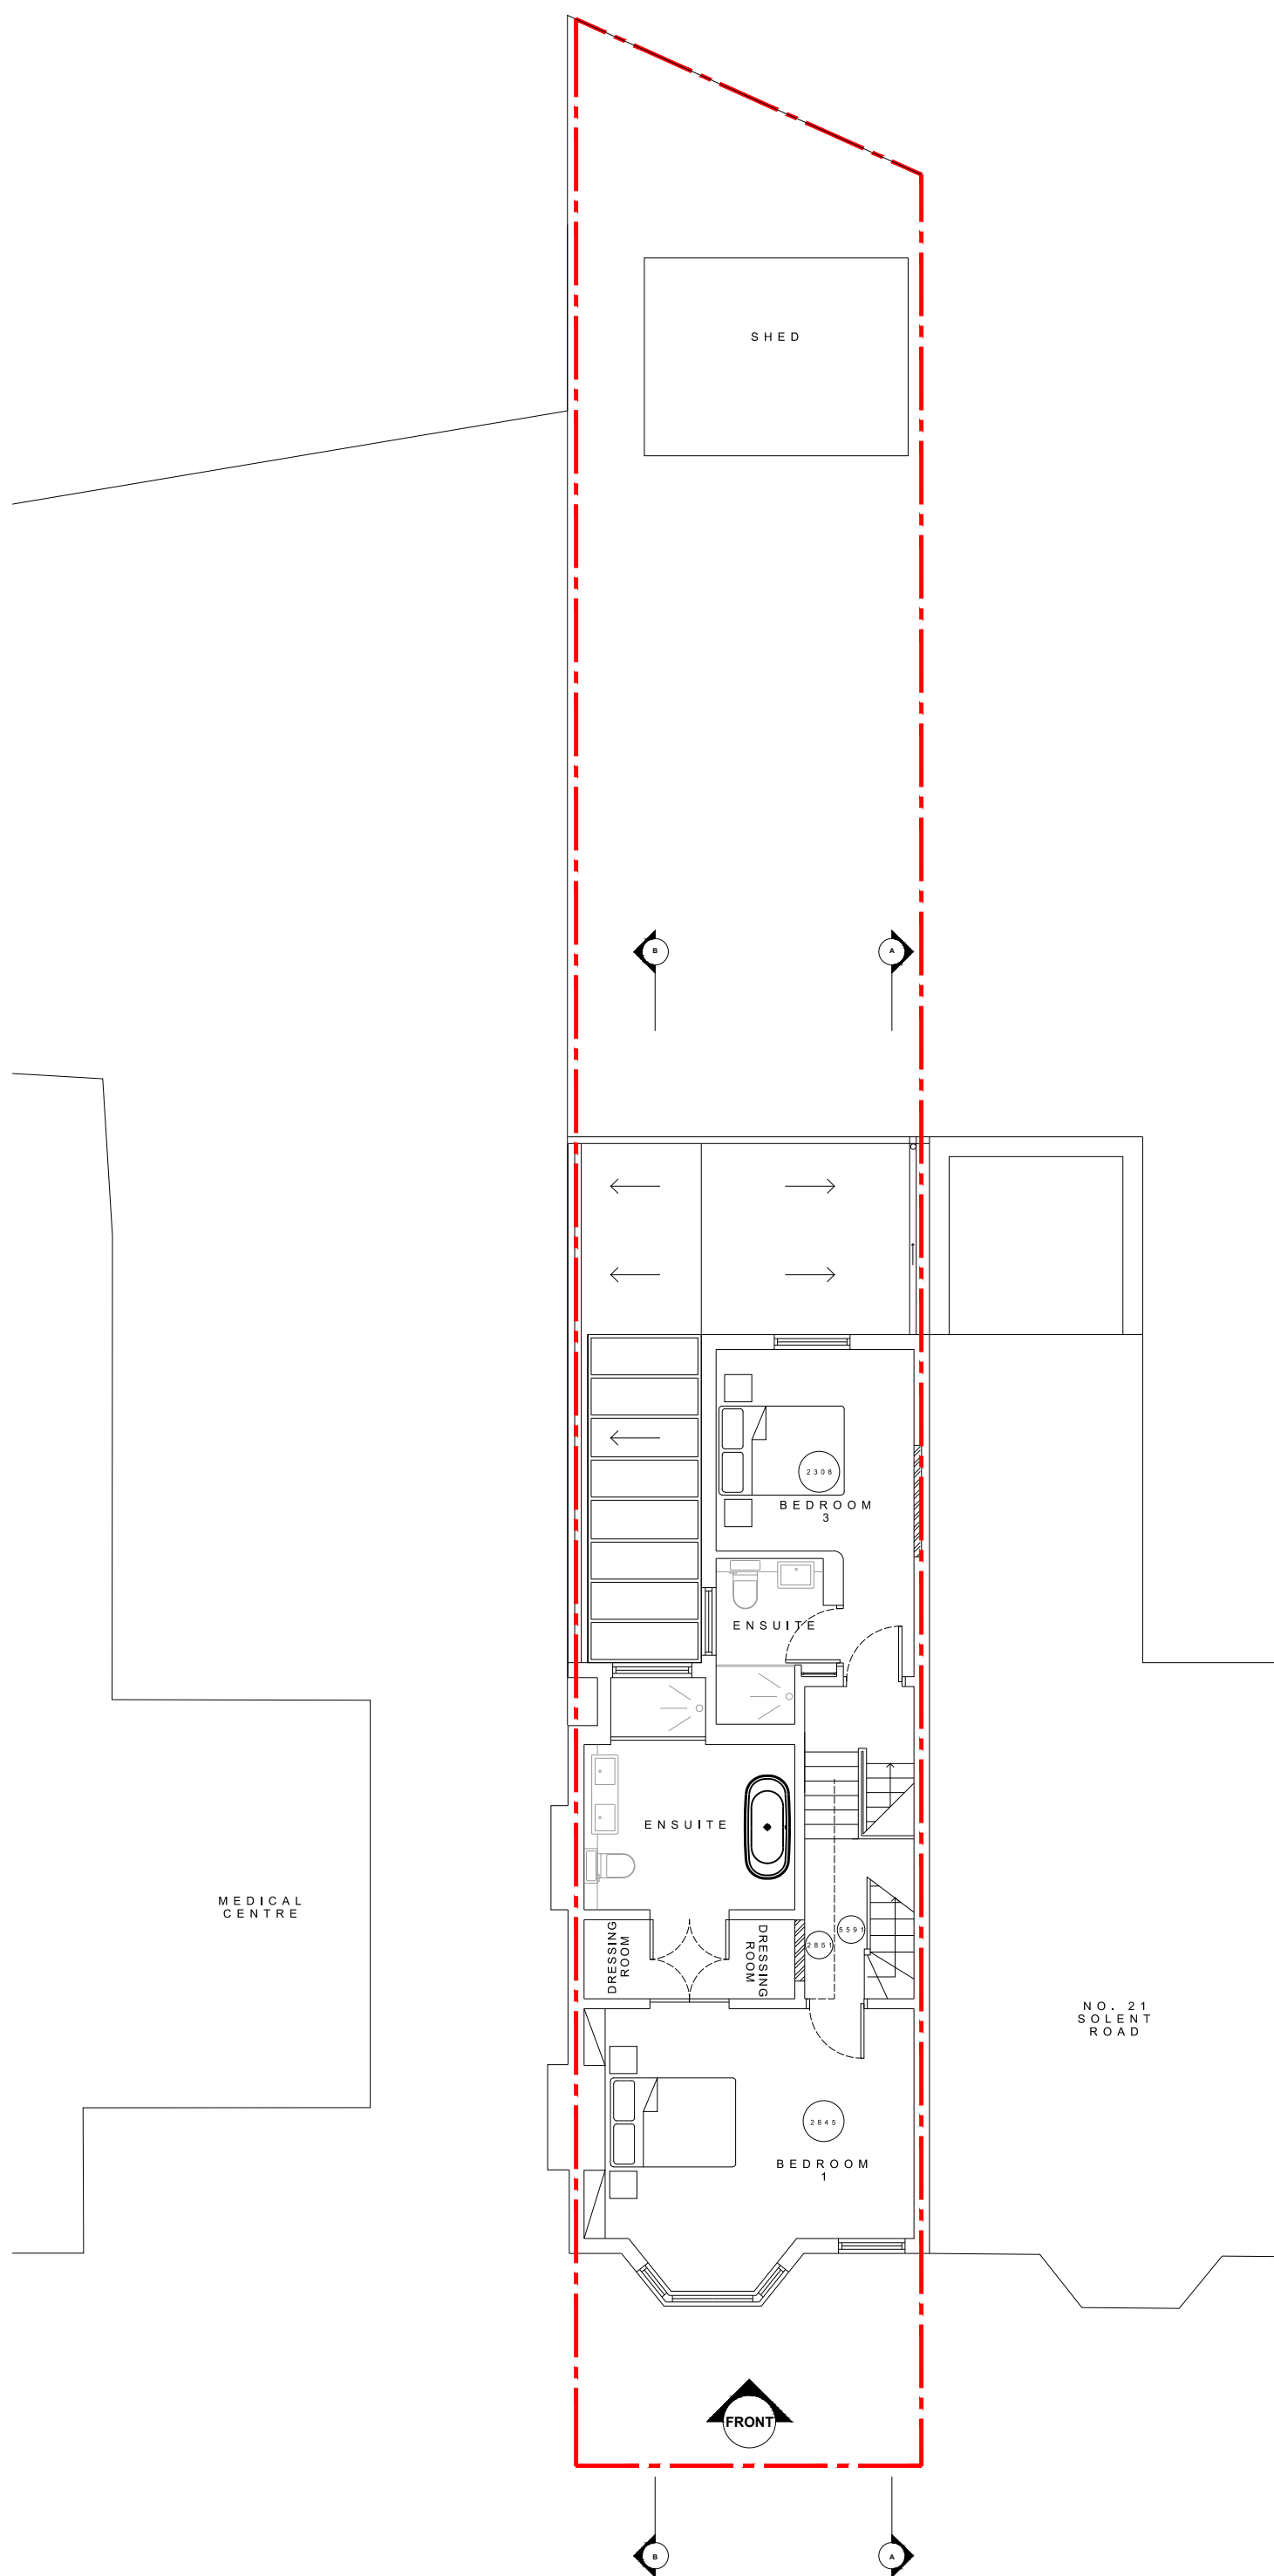 SHED
B
A
2308
BEDROOM
3
ENSUITE
ENSUITE
MEDICAL
CENTRE
DRESSING
ROOM
DRESSING
ROOM
2851
5591
NO. 21
SOLENT
ROAD
2845
BEDROOM
1
FRONT
B
A